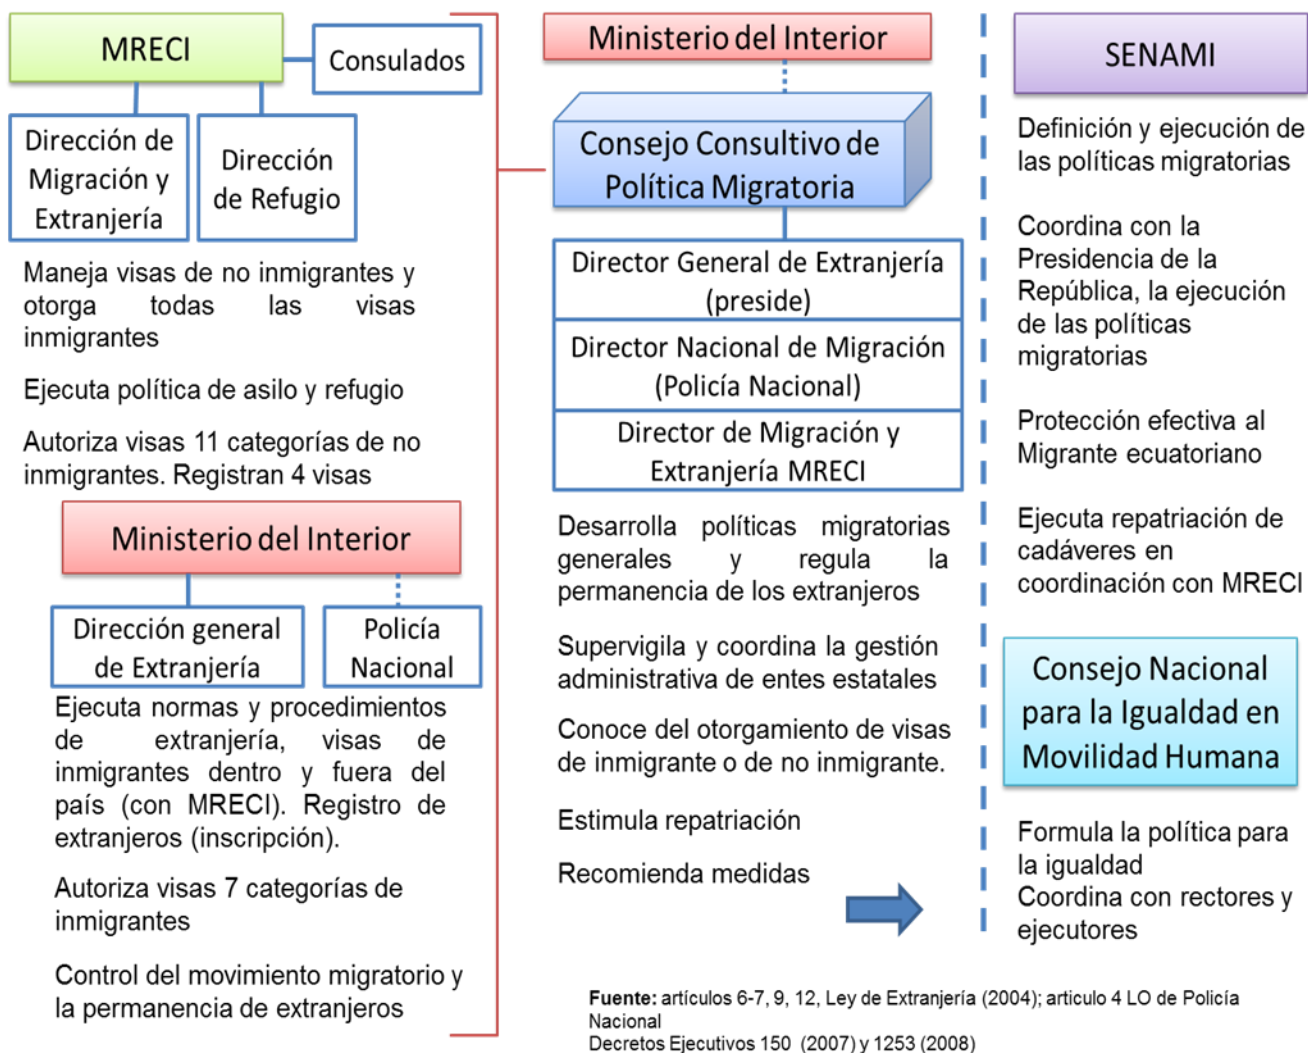 MRECI
Consulados
Dirección de
Migración y
Extranjería
Dirección
de Refugio
Maneja visas de no inmigrantes y
otorga todas las visas
inmigrantes
Ejecuta política de asilo y refugio
Autoriza visas 11 categorías de no
inmigrantes. Registran 4 visas
Ministerio del Interior
Dirección general
de Extranjería
Policía
Nacional
Ejecuta normas y procedimientos
de extranjería, visas de
inmigrantes dentro y fuera del
país (con MRECI). Registro de
extranjeros (inscripción).
Autoriza visas 7 categorías de
inmigrantes
Control del movimiento migratorio y
la permanencia de extranjeros
Ministerio del Interior
Consejo Consultivo de
Política Migratoria
Director General de Extranjería
(preside)
Director Nacional de Migración
(Policía Nacional)
Director de Migración y
Extranjería MRECI
Desarrolla políticas migratorias
generales y regula la
permanencia de los extranjeros
Supervigila y coordina la gestión
administrativa de entes estatales
Conoce del otorgamiento de visas
de inmigrante o de no inmigrante.
Estimula repatriación
Recomienda medidas
SENAMI
Definición y ejecución de
las políticas migratorias
Coordina con la
Presidencia de la
República, la ejecución
de las políticas
migratorias
Protección efectiva al
Migrante ecuatoriano
Ejecuta repatriación de
cadáveres en
coordinación con MRECI
Consejo Nacional
para la Igualdad en
Movilidad Humana
Formula la política para
la igualdad
Coordina con rectores y
ejecutores
Fuente: artículos 6-7, 9, 12, Ley de Extranjería (2004); articulo 4 LO de Policía
Nacional
Decretos Ejecutivos 150 (2007) y 1253 (2008)